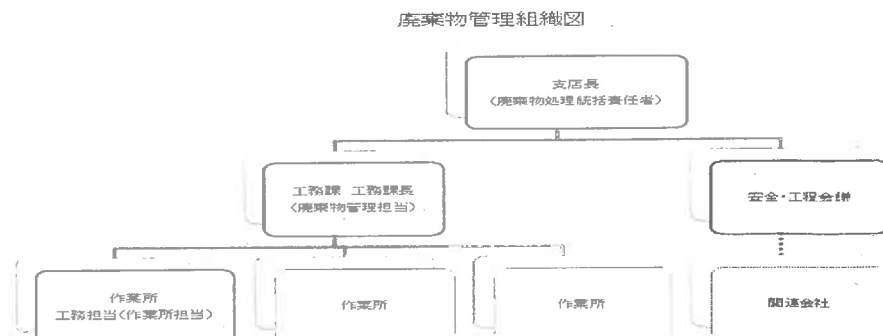 廃棄物管理組織図
支店長
(廃棄物処理統括責任者)
工務課 工務課長
(廃棄物管理担当)
安全・工程会議
作業所
工務担当(作業所担当)
作業所
作業所
関連会社